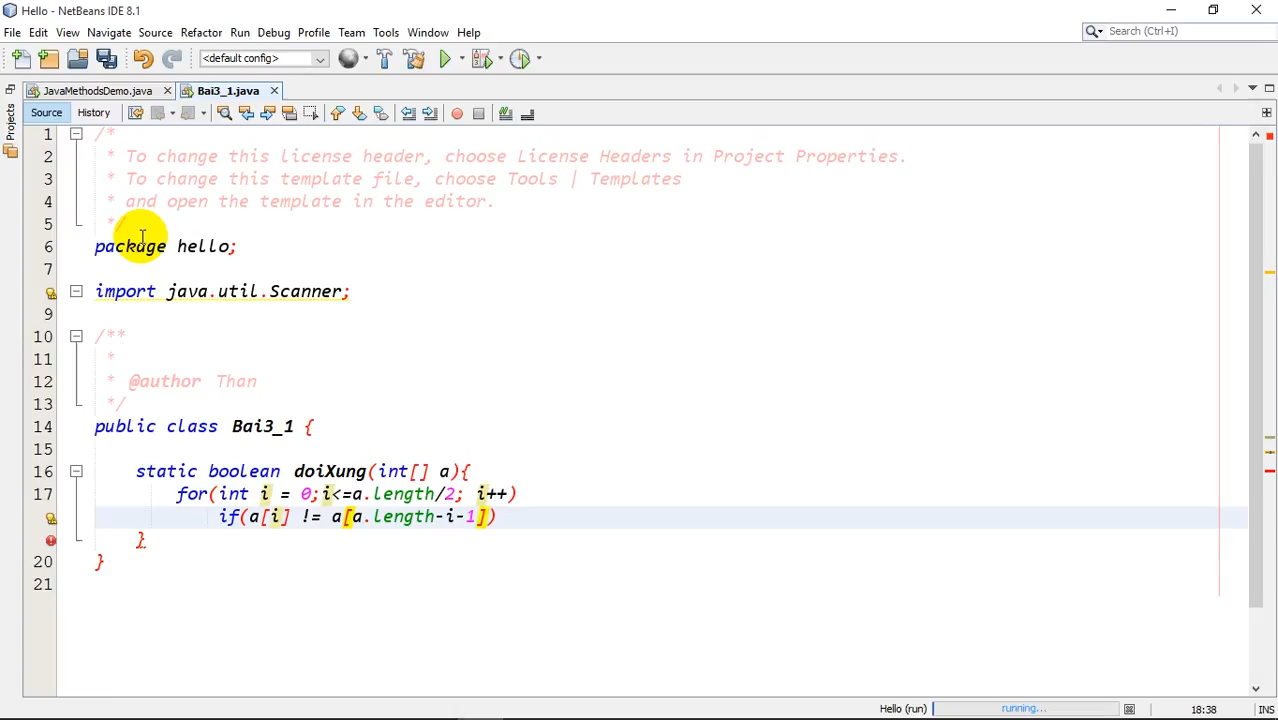 Hello - NetBeans IDE 8.1
File Edit View Navigate Source Refactor Run Debug Profile Team Tools Window Help
Search (Ctrl+I)
<default config>
JavaMethodsDemo.java
Bai3_1.java
Source History
Projects
1 /*
2 * To change this license header, choose License Headers in Project Properties.
3 * To change this template file, choose Tools | Templates
4 * and open the template in the editor.
5 */
6 package hello;
7
import java.util.Scanner;
9
10 /**
11 *
12 * @author Than
13 */
14 public class Bai3_1 {
15
16 static boolean doiXung(int[] a){
17 for(int i = 0;i<=a.length/2; i++)
if(a[i] != a[a.length-i-1])
}
20 }
21
Hello (run) running... 18:38 INS